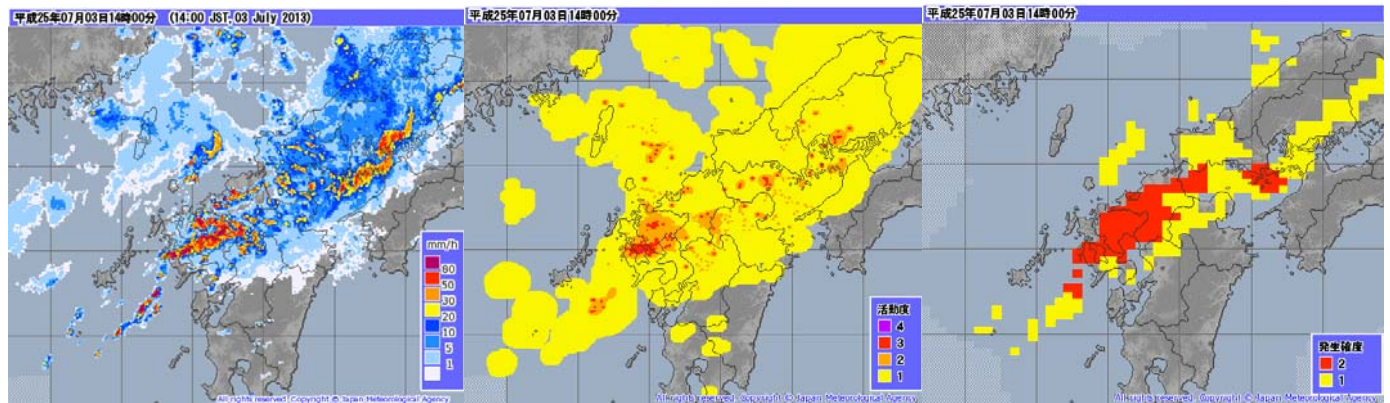 平成25年07月03日14時00分 (14:00 JST, 03 July 2013)
mm/h
80
50
30
20
10
5
1
All rights reserved. Copyright © Japan Meteorological Agency
平成25年07月03日14時00分
活動度
4
3
2
1
All rights reserved. Copyright © Japan Meteorological Agency
平成25年07月03日14時00分
発生確度
2
1
All rights reserved. Copyright © Japan Meteorological Agency